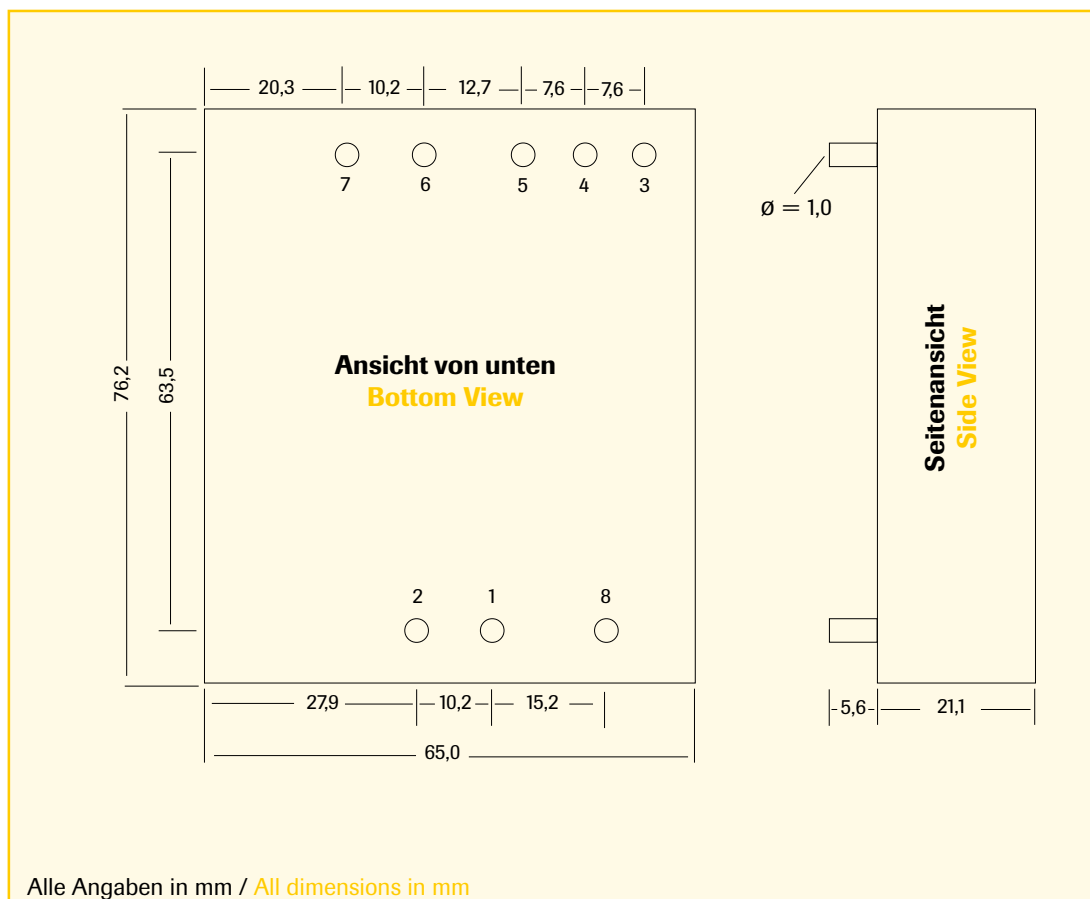 20,3 10,2 12,7 7,6 7,6
7 6 5 4 3
ø = 1,0
76,2
63,5
Ansicht von unten
Bottom View
Seitenansicht
Side View
2 1 8
27,9 10,2 15,2
5,6 21,1
65,0
Alle Angaben in mm / All dimensions in mm